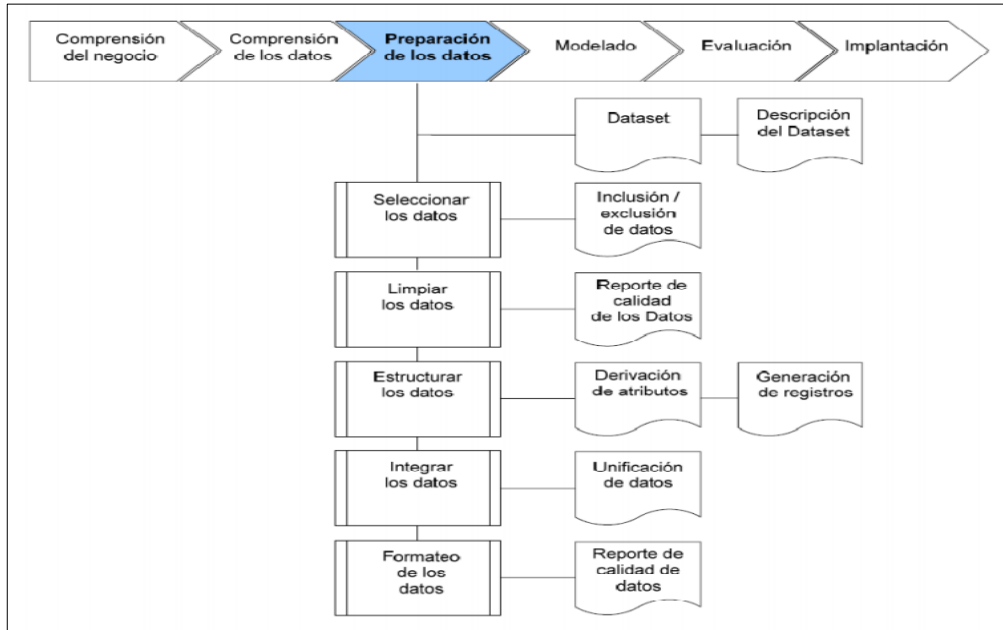 Comprensión
del negocio
Comprensión
de los datos
Preparación
de los datos
Modelado
Evaluación
Implantación
Dataset
Descripción
del Dataset
Seleccionar
los datos
Inclusión /
exclusión
de datos
Limpiar
los datos
Reporte de
calidad
de los Datos
Estructurar
los datos
Derivación
de atributos
Generación
de registros
Integrar
los datos
Unificación
de datos
Formateo
de los
datos
Reporte de
calidad de
datos